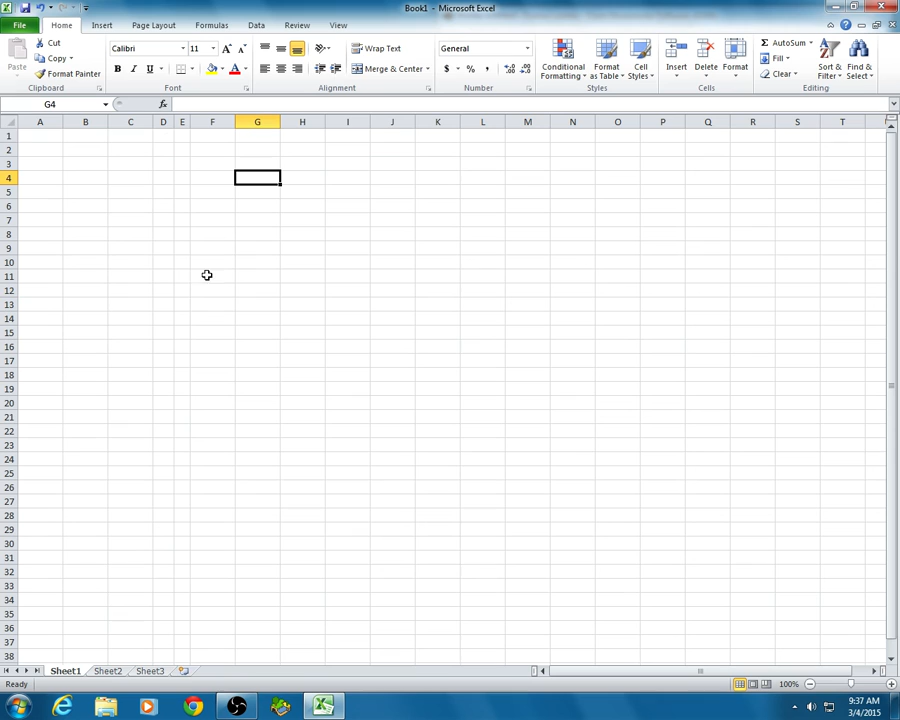 Book1 - Microsoft Excel
File Home Insert Page Layout Formulas Data Review View
Paste Cut Copy Format Painter Clipboard
Calibri 11 A A B I U A Font
Wrap Text Merge & Center Alignment
General $ % , .0 .00 .00 .0 Number
Conditional Formatting Format as Table Cell Styles Styles
Insert Delete Format Cells
Σ AutoSum Fill Clear Sort & Filter Find & Select Editing
G4 fx
A B C D E F G H I J K L M N O P Q R S T
1
2
3
4
5
6
7
8
9
10
11
12
13
14
15
16
17
18
19
20
21
22
23
24
25
26
27
28
29
30
31
32
33
34
35
36
37
38
Sheet1 Sheet2 Sheet3
Ready 100%
9:37 AM
3/4/2015